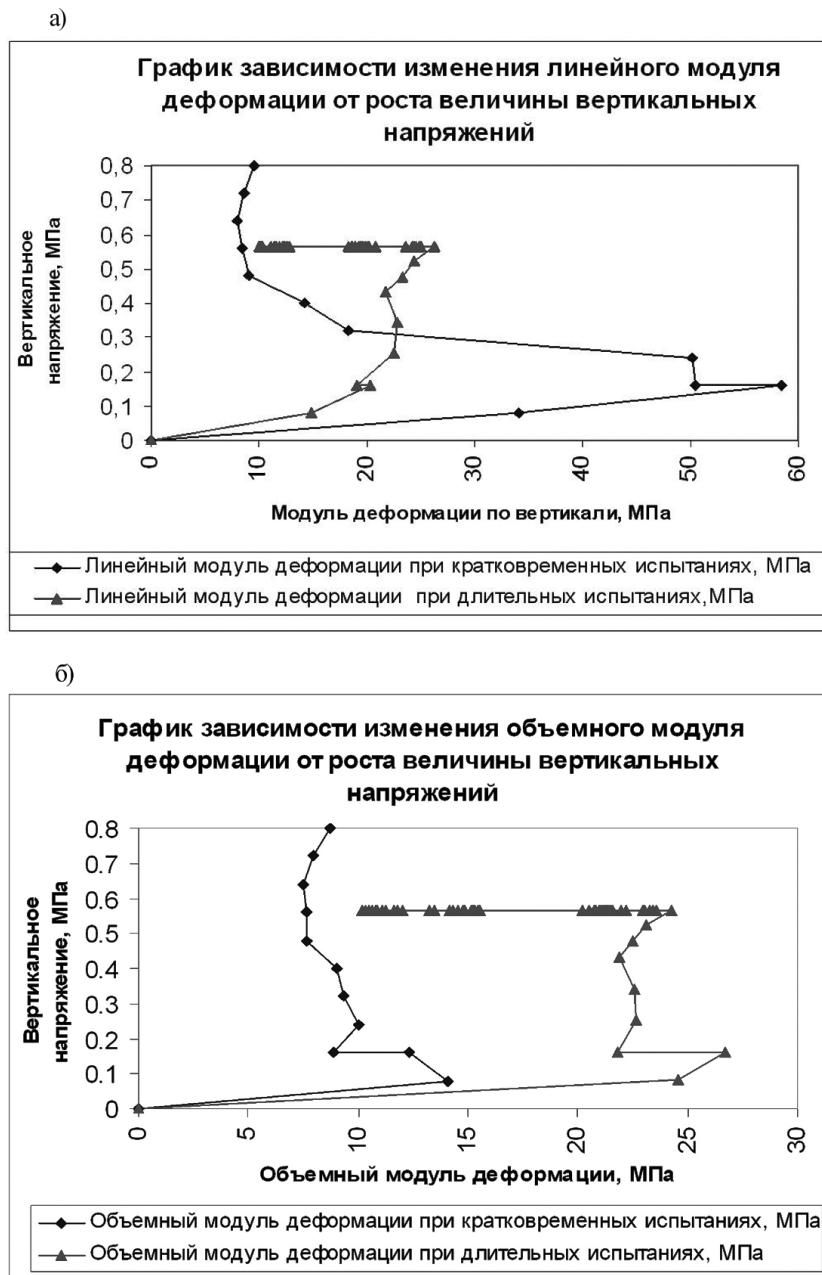 а)
График зависимости изменения линейного модуля
деформации от роста величины вертикальных
напряжений
Вертикальное
напряжение, МПа
0,8
0,7
0,6
0,5
0,4
0,3
0,2
0,1
0
0
10
20
30
40
50
60
Модуль деформации по вертикали, МПа
Линейный модуль деформации при кратковременных испытаниях, МПа
Линейный модуль деформации при длительных испытаниях,МПа
б)
График зависимости изменения объемного модуля
деформации от роста величины вертикальных
напряжений
Вертикальное
напряжение, МПа
0.8
0.7
0.6
0.5
0.4
0.3
0.2
0.1
0
0
5
10
15
20
25
30
Объемный модуль деформации, МПа
Объемный модуль деформации при кратковременных испытаниях, МПа
Объемный модуль деформации при длительных испытаниях, МПа